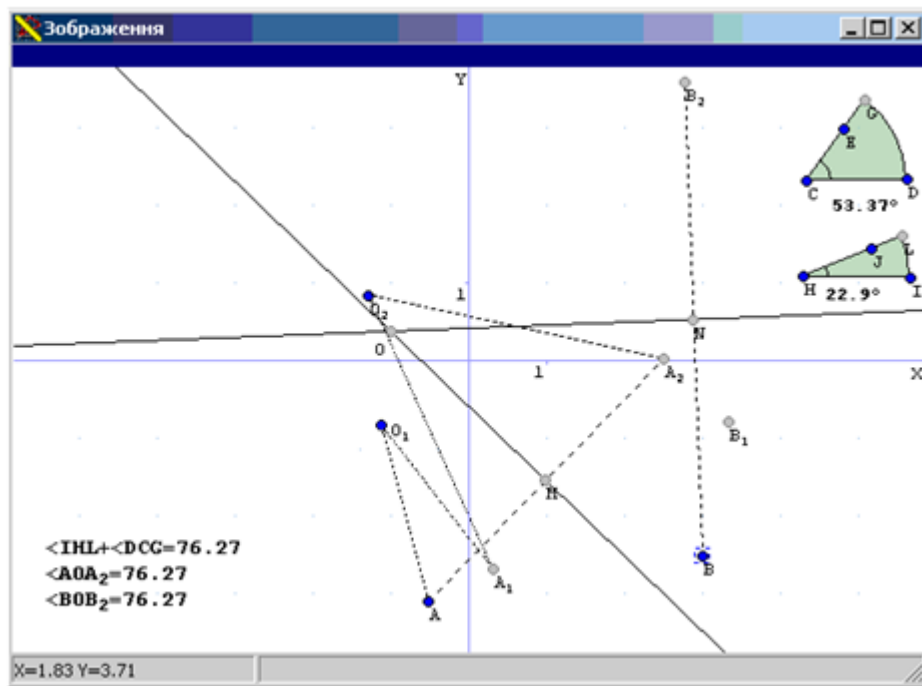 Зображення
Y
B₂
G
E
C
D
53.37°
L
J
H
I
22.9°
1
O₂
O
N
A₂
X
1
O₁
B₁
M
<IHL+<DCG=76.27
<AOA₂=76.27
<BOB₂=76.27
A₁
B
A
X=1.83 Y=3.71